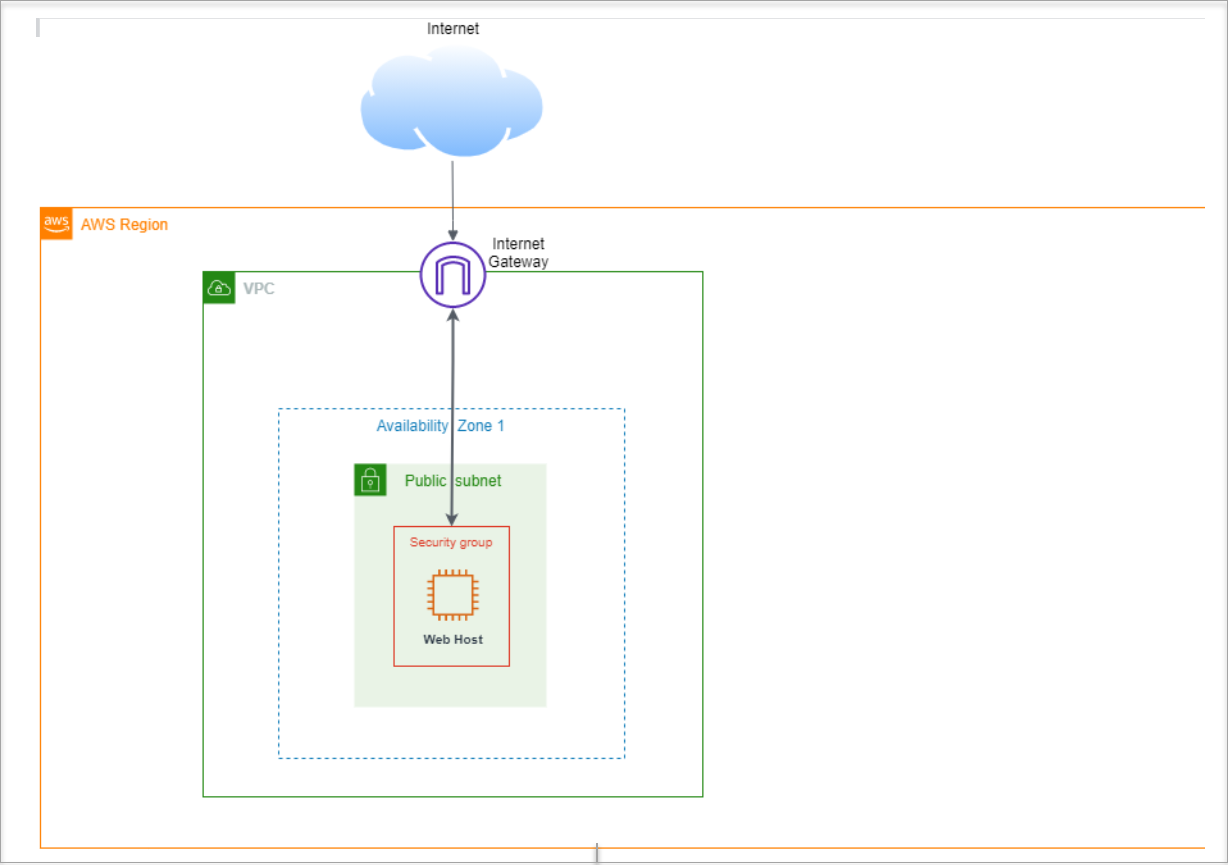 Internet
aws
AWS Region
Internet
Gateway
VPC
Availability Zone 1
Public subnet
Security group
Web Host